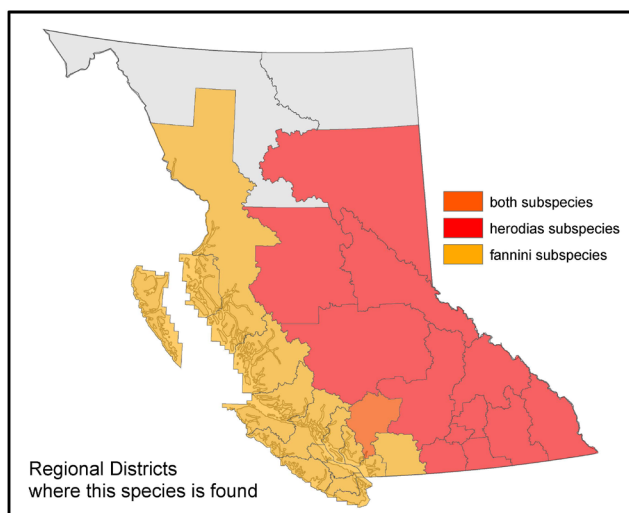 both subspecies
herodias subspecies
fannini subspecies
Regional Districts
where this species is found